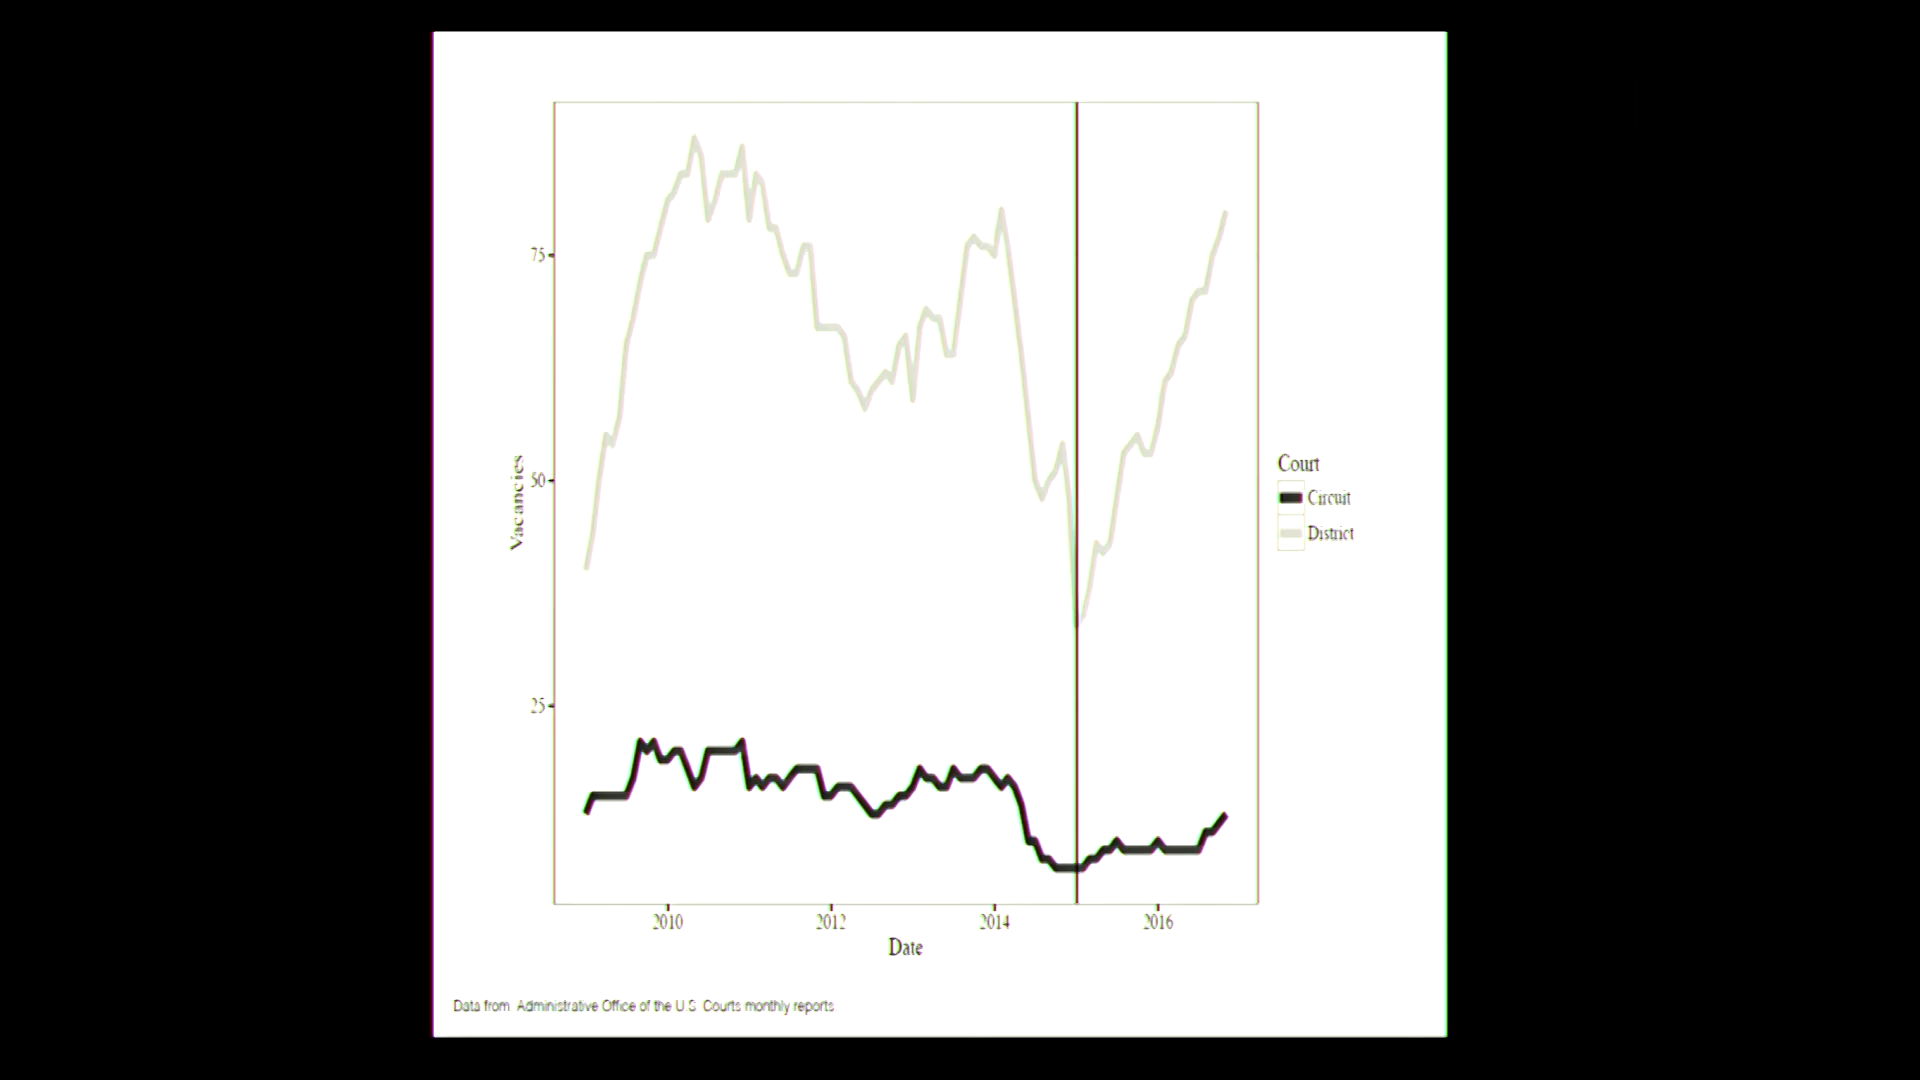 75
50
25
Vacancies
2010 2012 2014 2016
Date
Court
Circuit
District
Data from Administrative Office of the U.S. Courts monthly reports